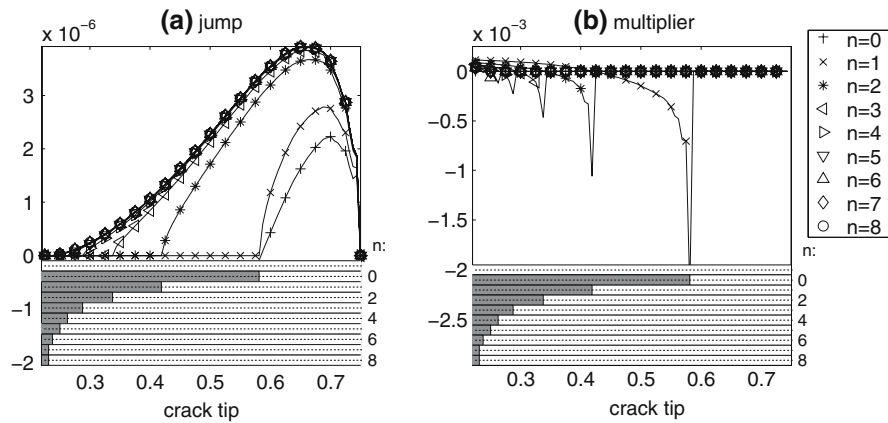 (a) jump
x 10⁻⁶
3
2
1
0
−1
−2
n:
0
2
4
6
8
0.3 0.4 0.5 0.6 0.7
crack tip
(b) multiplier
x 10⁻³
0
−0.5
−1
−1.5
−2
−2.5
0
2
4
6
8
0.3 0.4 0.5 0.6 0.7
crack tip
n=0
n=1
n=2
n=3
n=4
n=5
n=6
n=7
n=8
n: